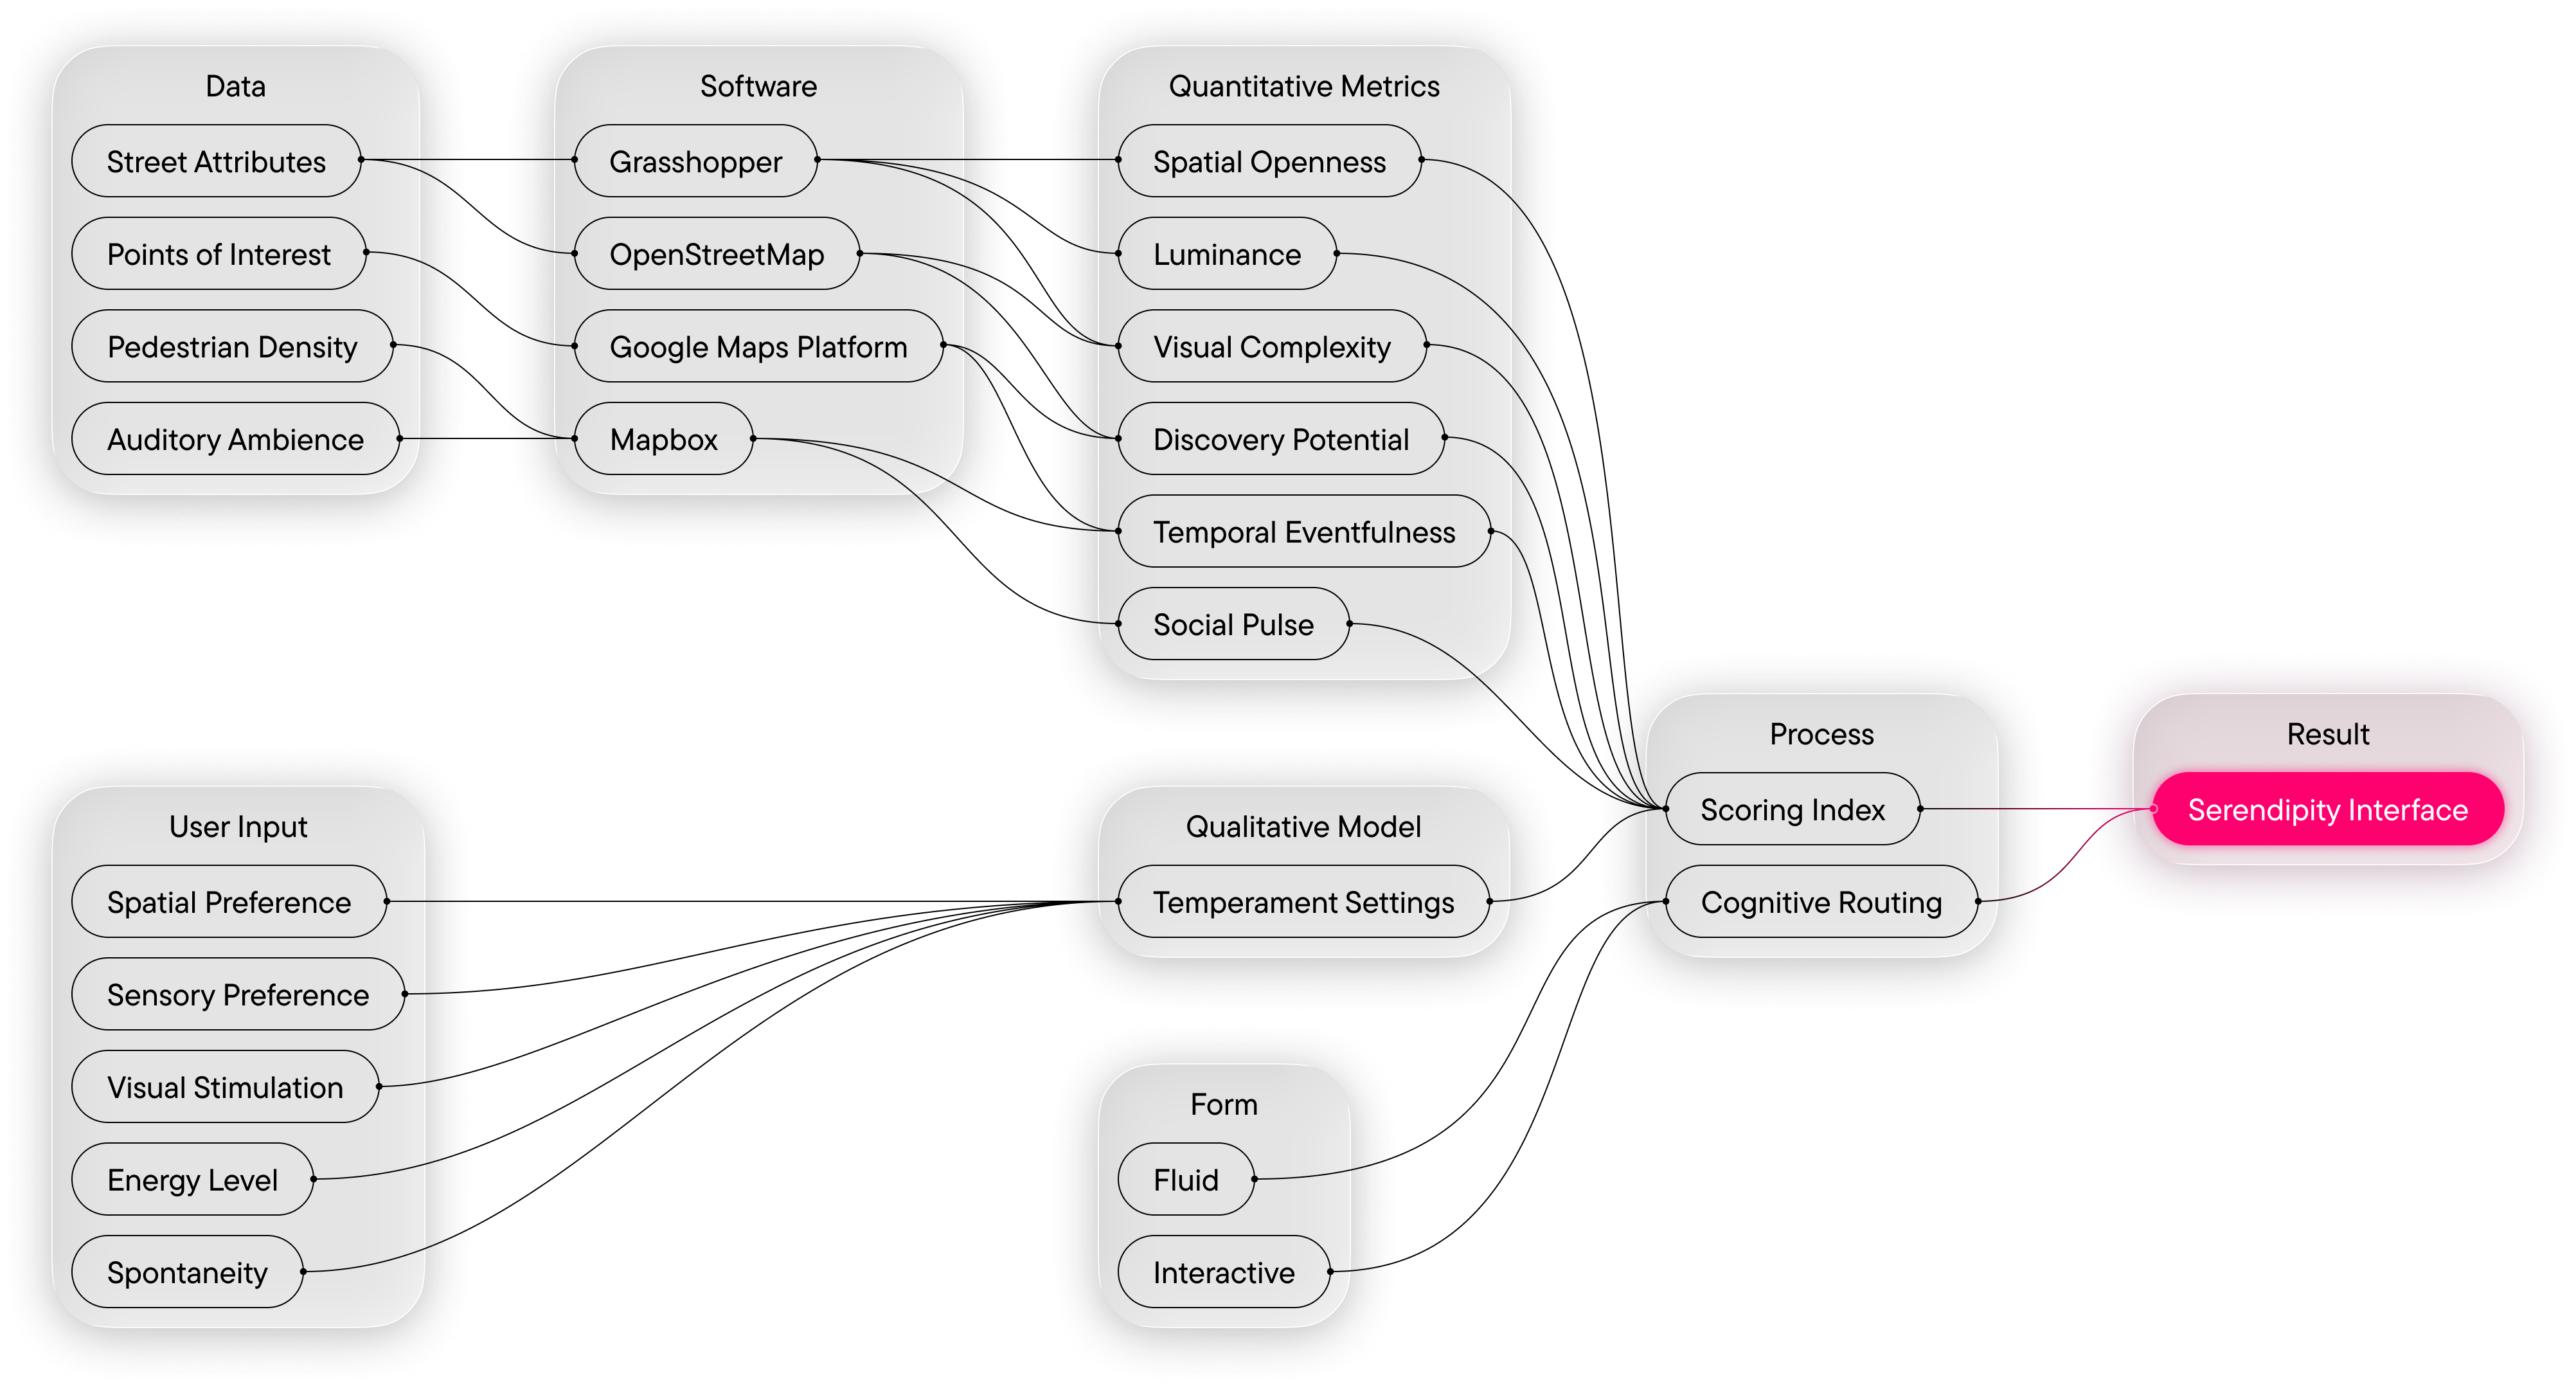 Data
Street Attributes
Points of Interest
Pedestrian Density
Auditory Ambience
Software
Grasshopper
OpenStreetMap
Google Maps Platform
Mapbox
Quantitative Metrics
Spatial Openness
Luminance
Visual Complexity
Discovery Potential
Temporal Eventfulness
Social Pulse
User Input
Spatial Preference
Sensory Preference
Visual Stimulation
Energy Level
Spontaneity
Qualitative Model
Temperament Settings
Form
Fluid
Interactive
Process
Scoring Index
Cognitive Routing
Result
Serendipity Interface